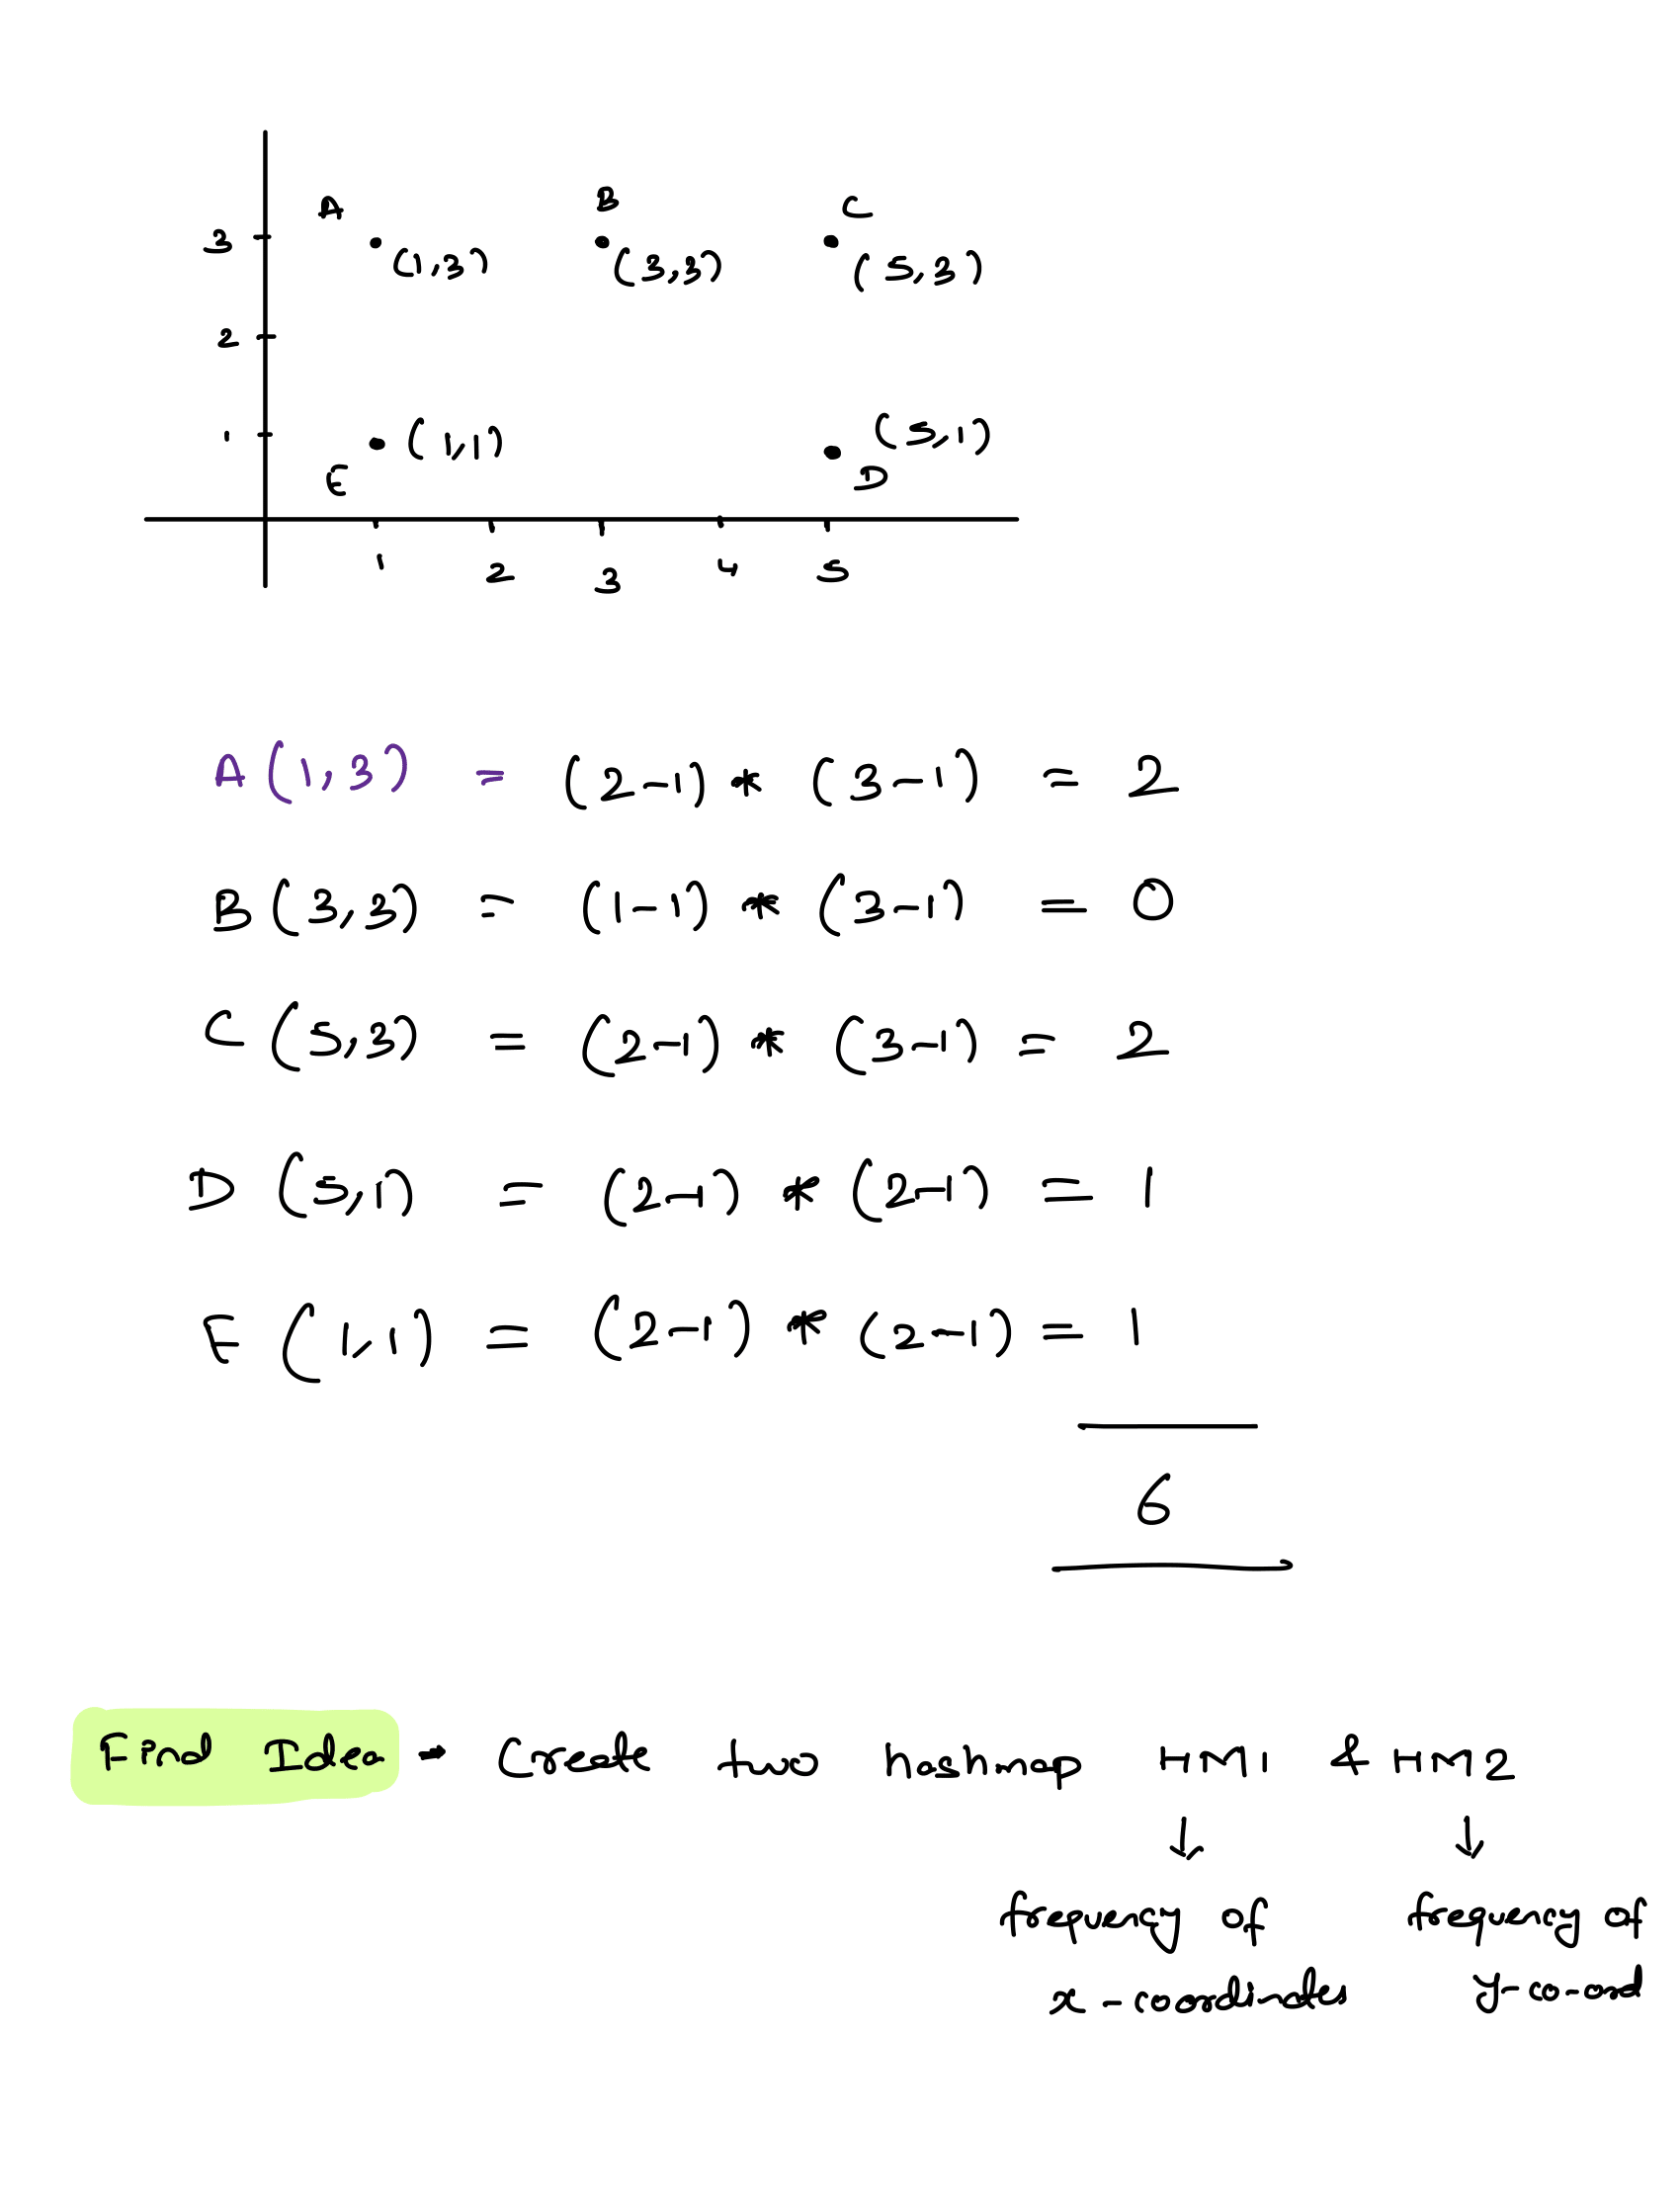 A B C
3 (1,3) (3,3) (5,3)
2
1 (1,1) (5,1)
E D
1 2 3 4 5
A (1,3) = (2-1) * (3-1) = 2
B (3,3) = (1-1) * (3-1) = 0
C (5,3) = (2-1) * (3-1) = 2
D (5,1) = (2-1) * (2-1) = 1
E (1,1) = (2-1) * (2-1) = 1
6
Final Idea → Create two hashmap HM1 & HM2
↓ ↓
frequency of frequency of
x-coordinates y-co-ord